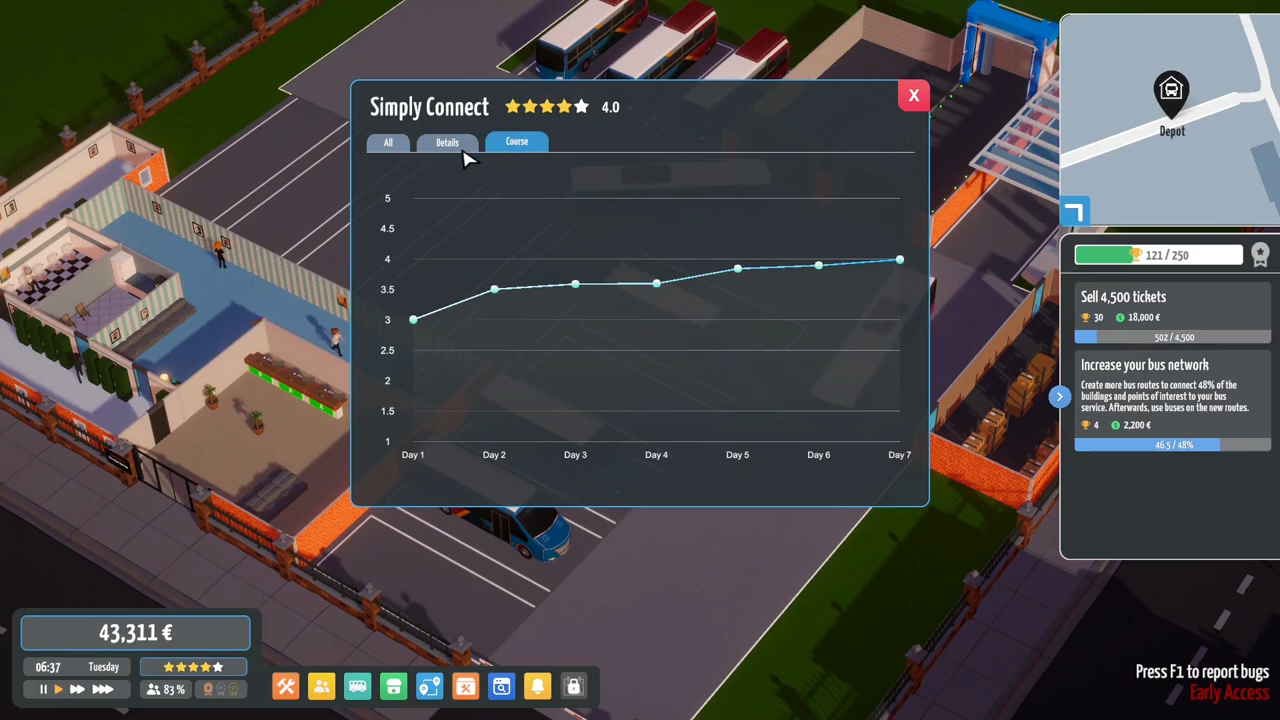 Simply Connect 4.0
X
All Details Course
5
4.5
4
3.5
3
2.5
2
1.5
1
Day 1 Day 2 Day 3 Day 4 Day 5 Day 6 Day 7
Depot
121 / 250
Sell 4,500 tickets
30 18,000 €
502 / 4,500
Increase your bus network
Create more bus routes to connect 48% of the
buildings and points of interest to your bus
service. Afterwards, use buses on the new routes.
4 2,200 €
46.5 / 48%
43,311 €
06:37 Tuesday
83 %
Press F1 to report bugs
Early Access